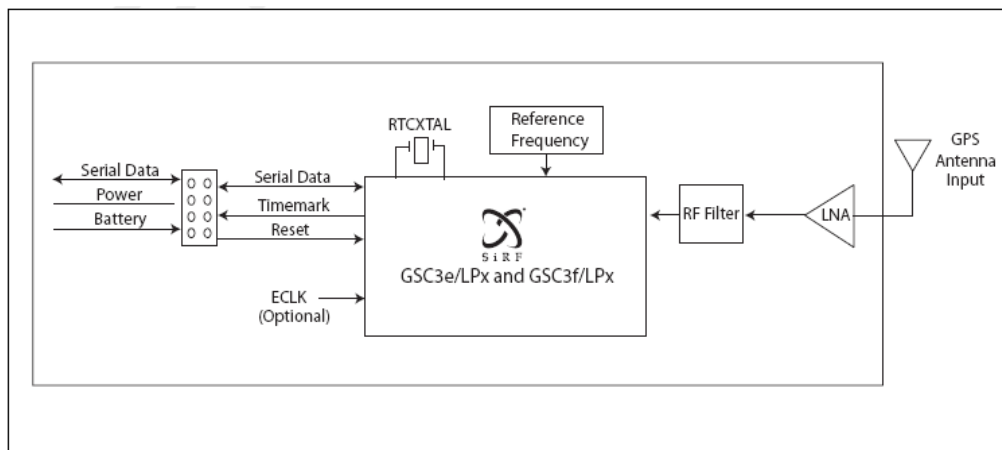 RTCXTAL
Reference
Frequency
GPS
Antenna
Input
Serial Data
Power
Battery
Serial Data
Timemark
Reset
RF Filter
LNA
SiRF
GSC3e/LPx and GSC3f/LPx
ECLK
(Optional)